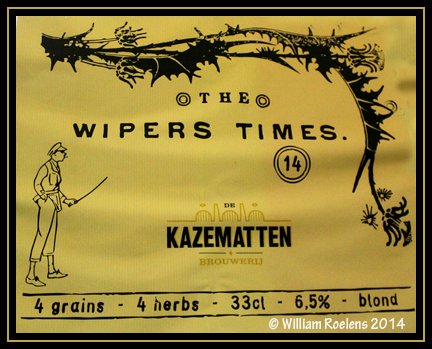 THE
WIPERS TIMES.
14
DE
KAZEMATTEN
BROUWERIJ
4 grains - 4 herbs - 33cl - 6,5% - blond
© William Roelens 2014